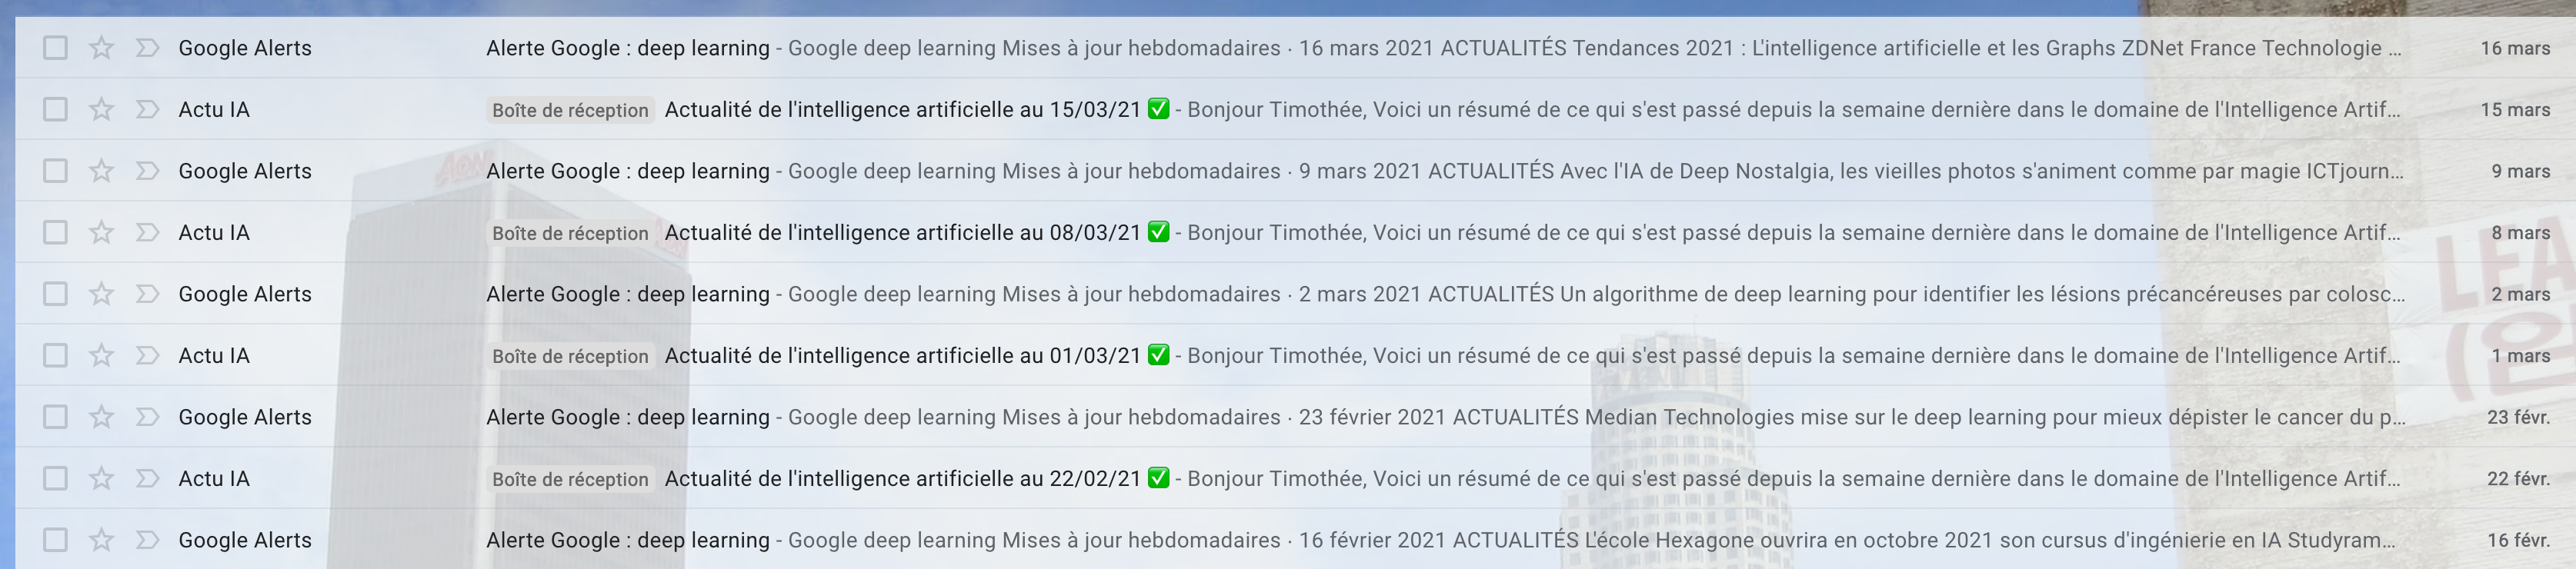 Google Alerts Alerte Google : deep learning - Google deep learning Mises à jour hebdomadaires · 16 mars 2021 ACTUALITÉS Tendances 2021 : L'intelligence artificielle et les Graphs ZDNet France Technologie ... 16 mars
Actu IA Boîte de réception Actualité de l'intelligence artificielle au 15/03/21 ✅ - Bonjour Timothée, Voici un résumé de ce qui s'est passé depuis la semaine dernière dans le domaine de l'Intelligence Artif... 15 mars
Google Alerts Alerte Google : deep learning - Google deep learning Mises à jour hebdomadaires · 9 mars 2021 ACTUALITÉS Avec l'IA de Deep Nostalgia, les vieilles photos s'animent comme par magie ICTjourn... 9 mars
Actu IA Boîte de réception Actualité de l'intelligence artificielle au 08/03/21 ✅ - Bonjour Timothée, Voici un résumé de ce qui s'est passé depuis la semaine dernière dans le domaine de l'Intelligence Artif... 8 mars
Google Alerts Alerte Google : deep learning - Google deep learning Mises à jour hebdomadaires · 2 mars 2021 ACTUALITÉS Un algorithme de deep learning pour identifier les lésions précancéreuses par colosc... 2 mars
Actu IA Boîte de réception Actualité de l'intelligence artificielle au 01/03/21 ✅ - Bonjour Timothée, Voici un résumé de ce qui s'est passé depuis la semaine dernière dans le domaine de l'Intelligence Artif... 1 mars
Google Alerts Alerte Google : deep learning - Google deep learning Mises à jour hebdomadaires · 23 février 2021 ACTUALITÉS Median Technologies mise sur le deep learning pour mieux dépister le cancer du p... 23 févr.
Actu IA Boîte de réception Actualité de l'intelligence artificielle au 22/02/21 ✅ - Bonjour Timothée, Voici un résumé de ce qui s'est passé depuis la semaine dernière dans le domaine de l'Intelligence Artif... 22 févr.
Google Alerts Alerte Google : deep learning - Google deep learning Mises à jour hebdomadaires · 16 février 2021 ACTUALITÉS L'école Hexagone ouvrira en octobre 2021 son cursus d'ingénierie en IA Studyram... 16 févr.
AON
LEA